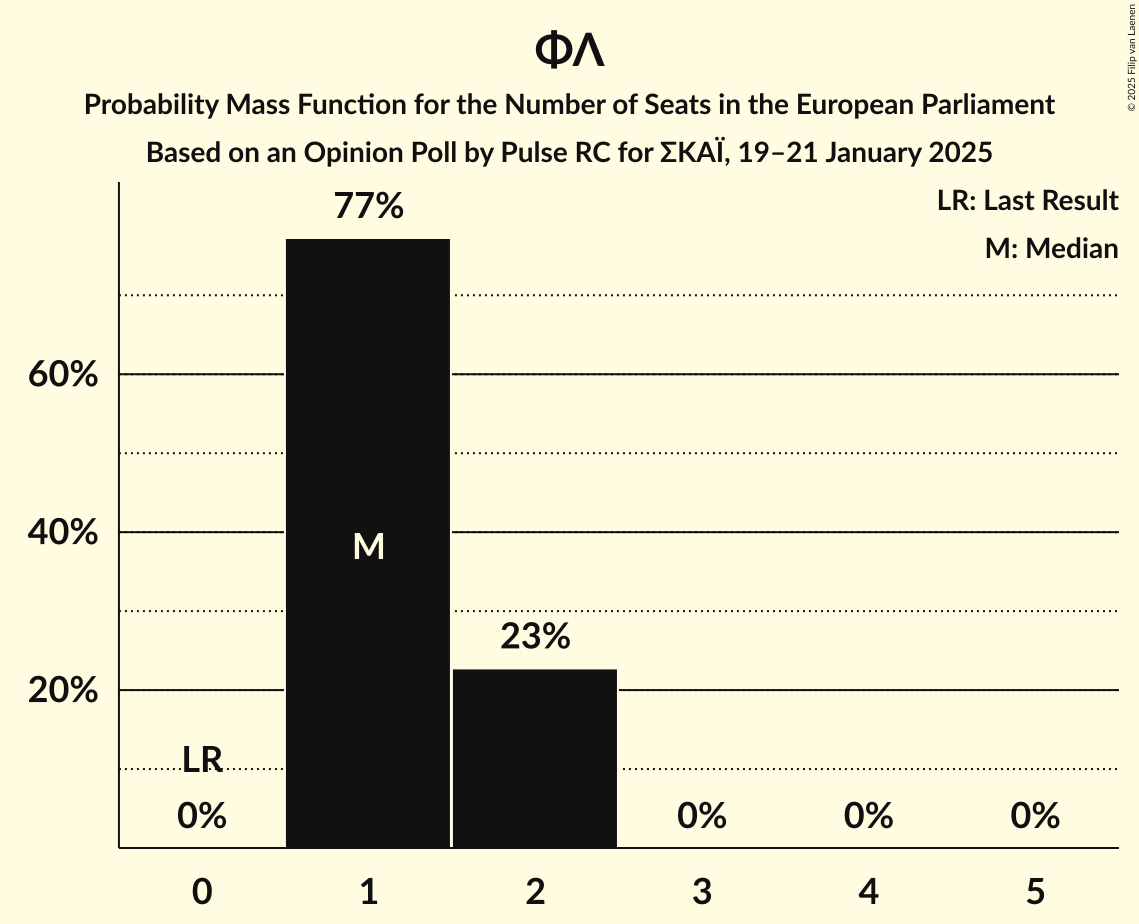 ΦΛ
Probability Mass Function for the Number of Seats in the European Parliament
Based on an Opinion Poll by Pulse RC for ΣΚΑΪ, 19–21 January 2025
© 2025 Filip van Laenen
LR: Last Result
M: Median
77%
60%
40%
M
23%
20%
LR
0%
0%
0%
0%
0
1
2
3
4
5